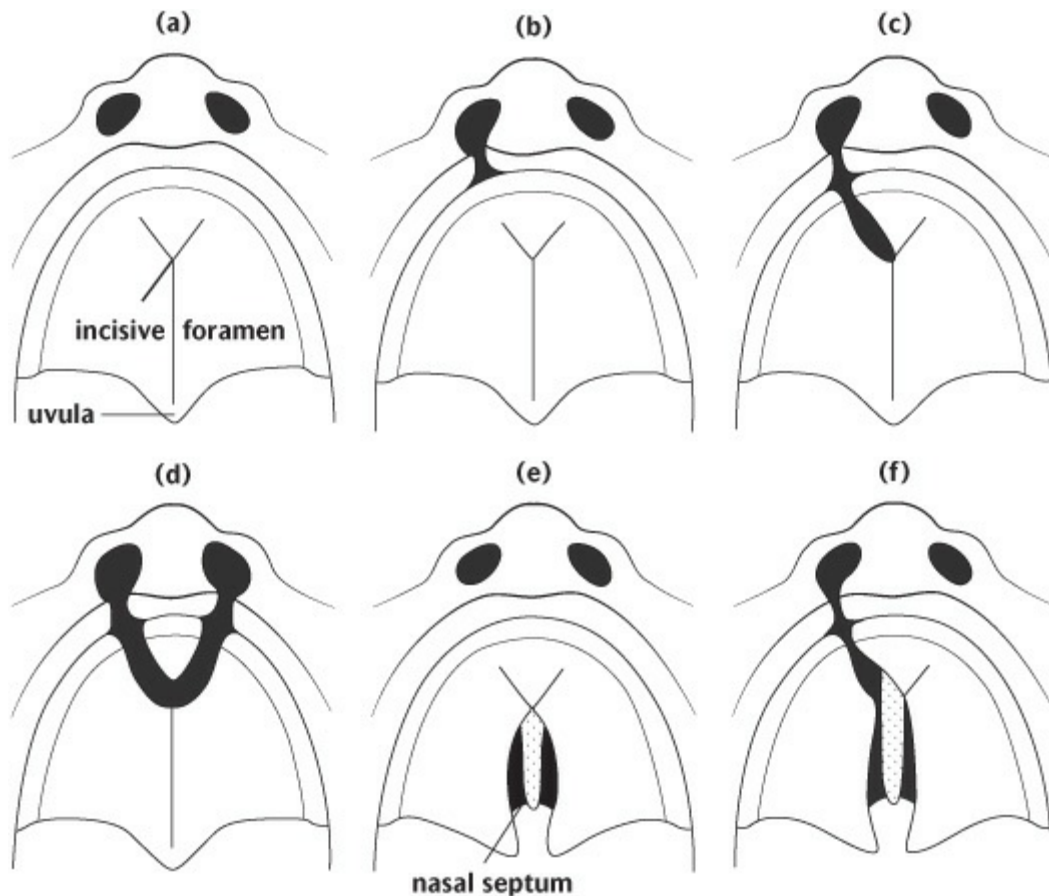 (a)
(b)
(c)
incisive foramen
uvula
(d)
(e)
(f)
nasal septum